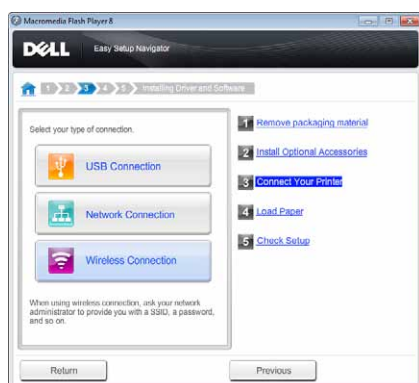 Macromedia Flash Player 8
DELL Easy Setup Navigator
1 2 3 4 5 Installing Driver and Software
Select your type of connection.
USB Connection
Network Connection
Wireless Connection
When using wireless connection, ask your network
administrator to provide you with a SSID, a password,
and so on.
1 Remove packaging material
2 Install Optional Accessories
3 Connect Your Printer
4 Load Paper
5 Check Setup
Return
Previous